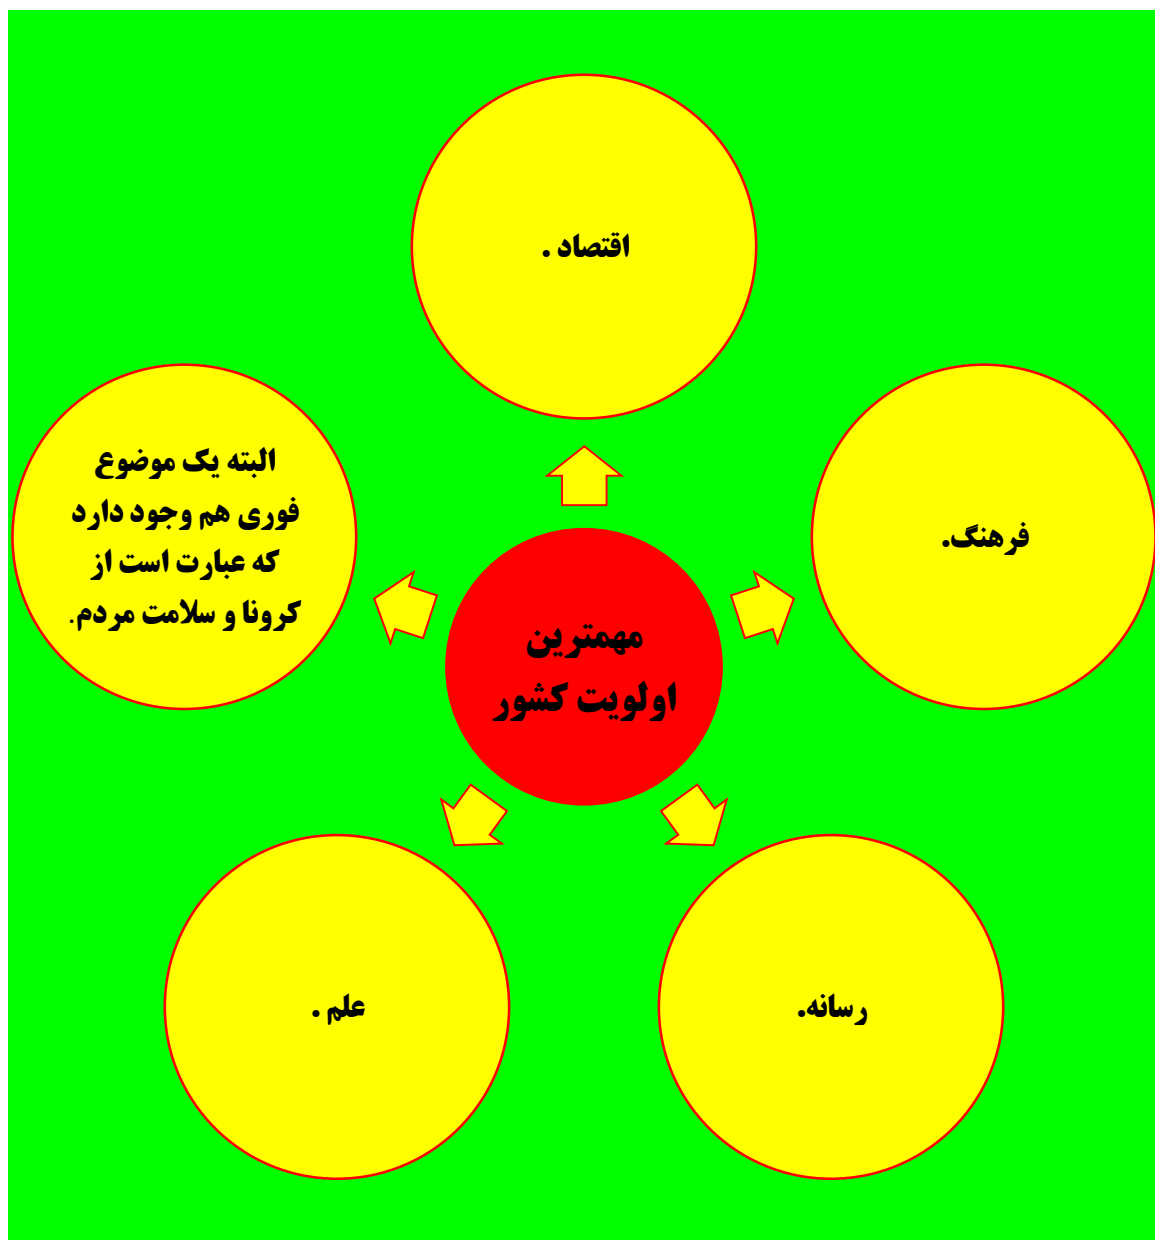 اقتصاد .
فرهنگ.
رسانه.
علم .
البته یک موضوع
فوری هم وجود دارد
که عبارت است از
کرونا و سلامت مردم.
مهمترین
اولویت کشور